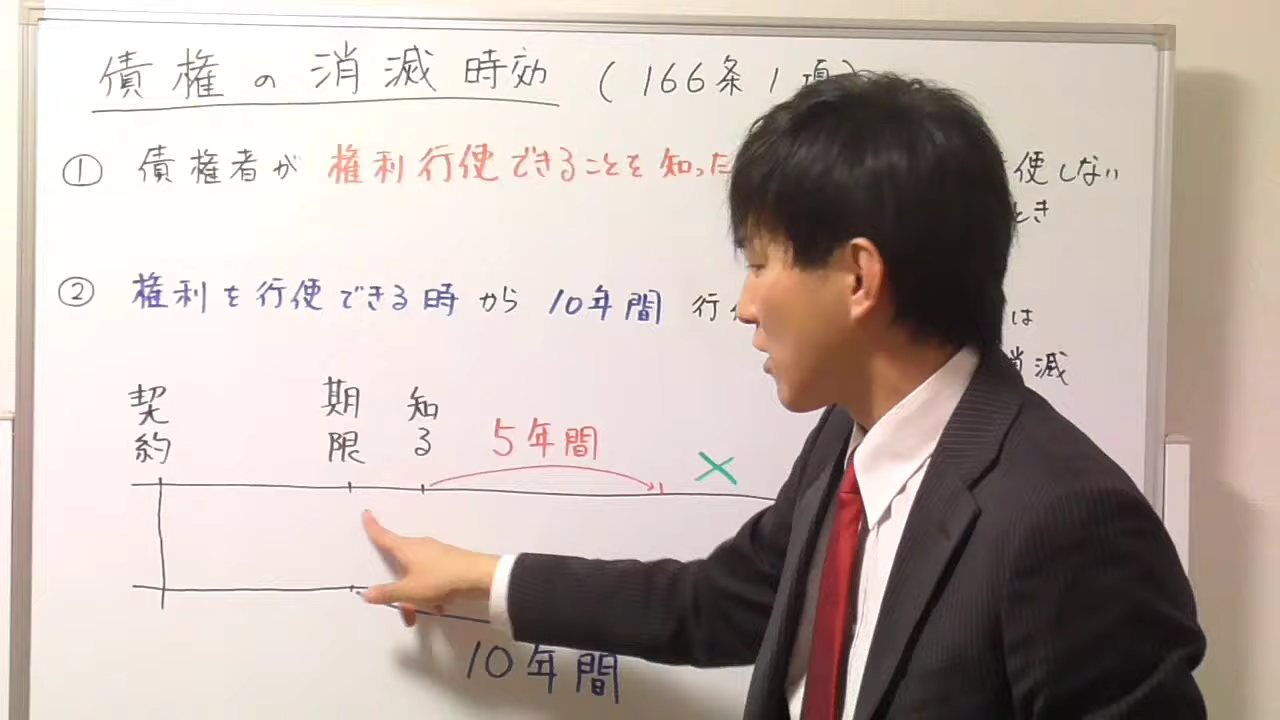 債権の消滅時効 (166条1項)
① 債権者が 権利行使できることを知った 使しない
とき
② 権利を行使できる時 から 10年間 行 は
消滅
契約 期限 知る 5年間 ×
10年間